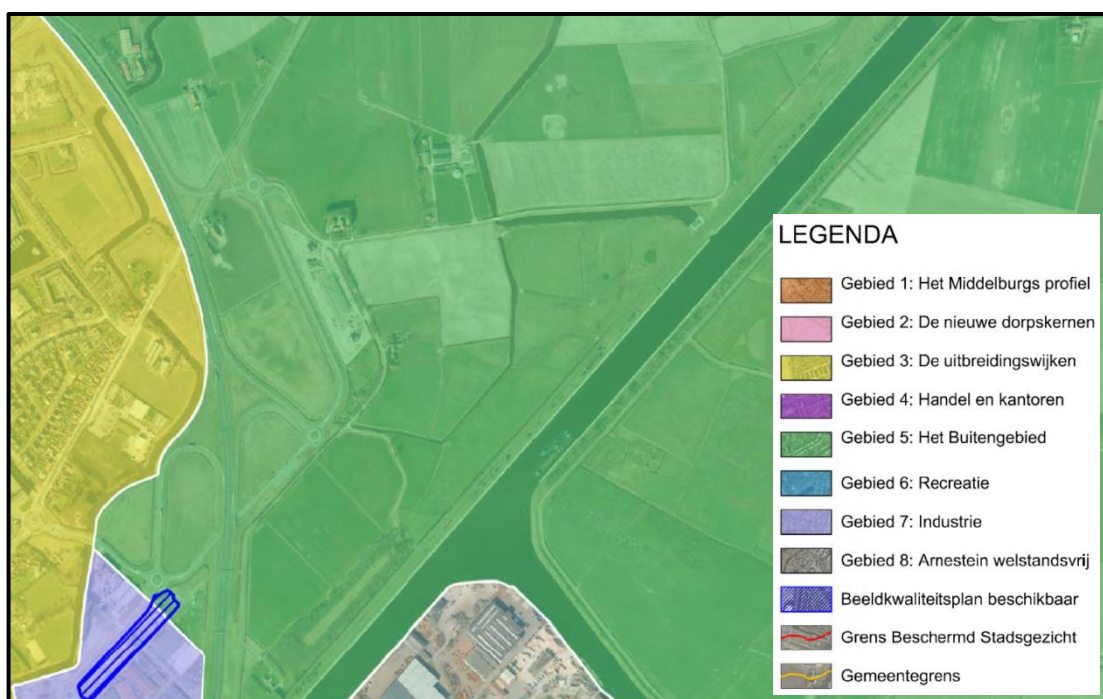 LEGENDA
Gebied 1: Het Middelburgs profiel
Gebied 2: De nieuwe dorpskernen
Gebied 3: De uitbreidingswijken
Gebied 4: Handel en kantoren
Gebied 5: Het Buitengebied
Gebied 6: Recreatie
Gebied 7: Industrie
Gebied 8: Arnestein welstandsvrij
Beeldkwaliteitsplan beschikbaar
Grens Beschermd Stadsgezicht
Gemeentegrens